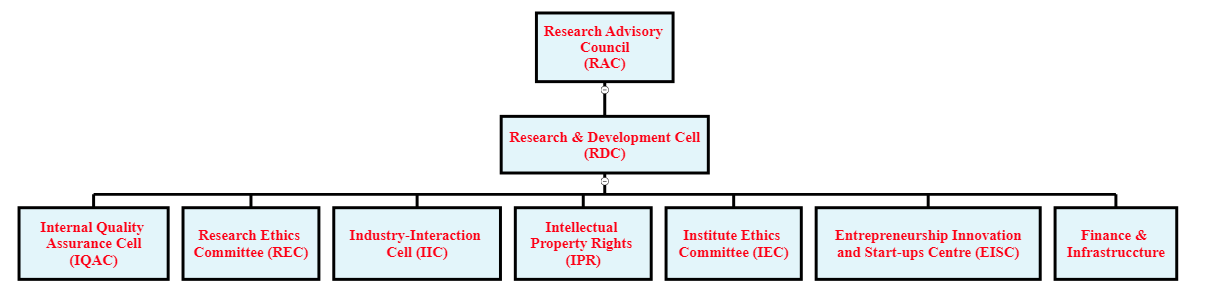 Research Advisory
Council
(RAC)
Research & Development Cell
(RDC)
Internal Quality
Assurance Cell
(IQAC)
Research Ethics
Committee (REC)
Industry-Interaction
Cell (IIC)
Intellectual
Property Rights
(IPR)
Institute Ethics
Committee (IEC)
Entrepreneurship Innovation
and Start-ups Centre (EISC)
Finance &
Infrastruccture